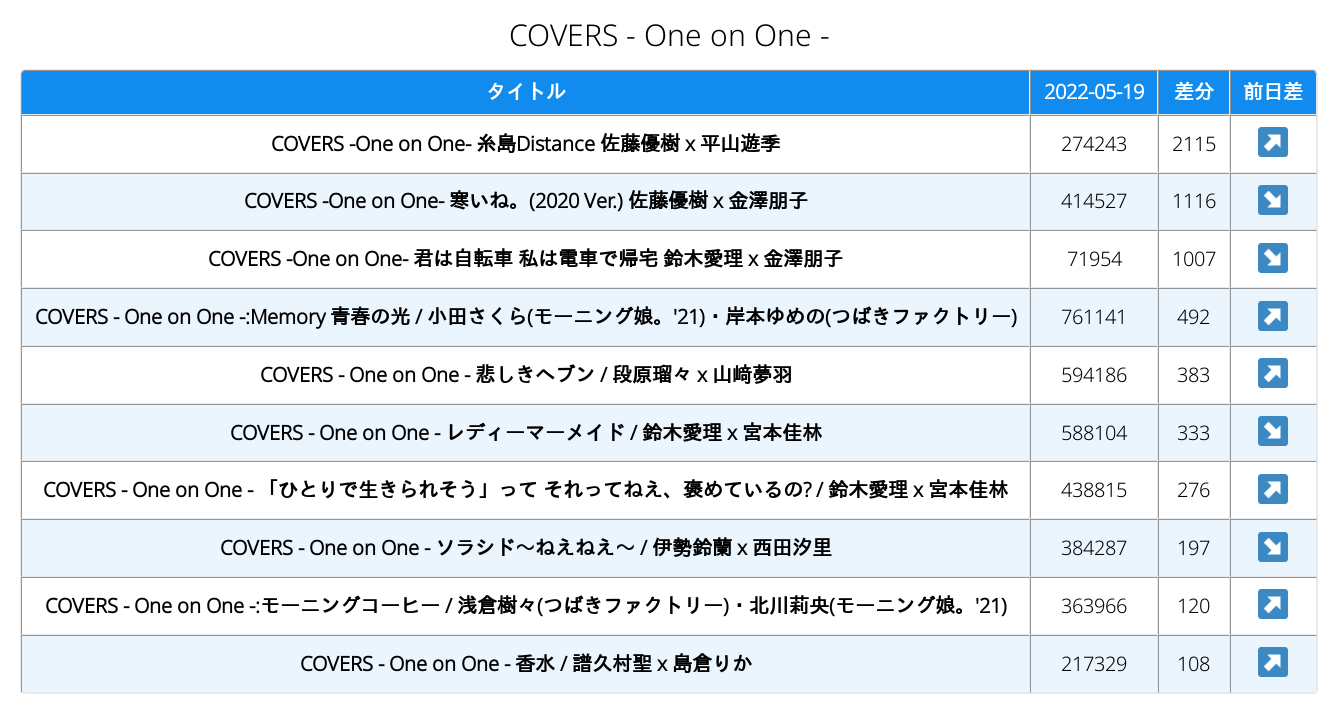 COVERS - One on One -
タイトル 2022-05-19 差分 前日差
COVERS -One on One- 糸島Distance 佐藤優樹 x 平山遊季 274243 2115
COVERS -One on One- 寒いね。(2020 Ver.) 佐藤優樹 x 金澤朋子 414527 1116
COVERS -One on One- 君は自転車 私は電車で帰宅 鈴木愛理 x 金澤朋子 71954 1007
COVERS - One on One -:Memory 青春の光 / 小田さくら(モーニング娘。'21)・岸本ゆめの(つばきファクトリー) 761141 492
COVERS - One on One - 悲しきヘブン / 段原瑠々 x 山﨑夢羽 594186 383
COVERS - One on One - レディーマーメイド / 鈴木愛理 x 宮本佳林 588104 333
COVERS - One on One - 「ひとりで生きられそう」って それってねえ、褒めているの? / 鈴木愛理 x 宮本佳林 438815 276
COVERS - One on One - ソラシド〜ねえねえ〜 / 伊勢鈴蘭 x 西田汐里 384287 197
COVERS - One on One -:モーニングコーヒー / 浅倉樹々(つばきファクトリー)・北川莉央(モーニング娘。'21) 363966 120
COVERS - One on One - 香水 / 譜久村聖 x 島倉りか 217329 108